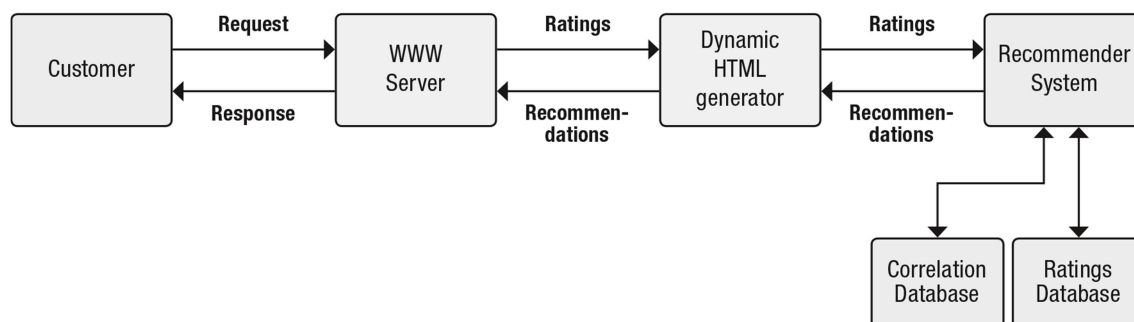 Customer
Request
Response
WWW
Server
Ratings
Recommen-
dations
Dynamic
HTML
generator
Ratings
Recommen-
dations
Recommender
System
Correlation
Database
Ratings
Database